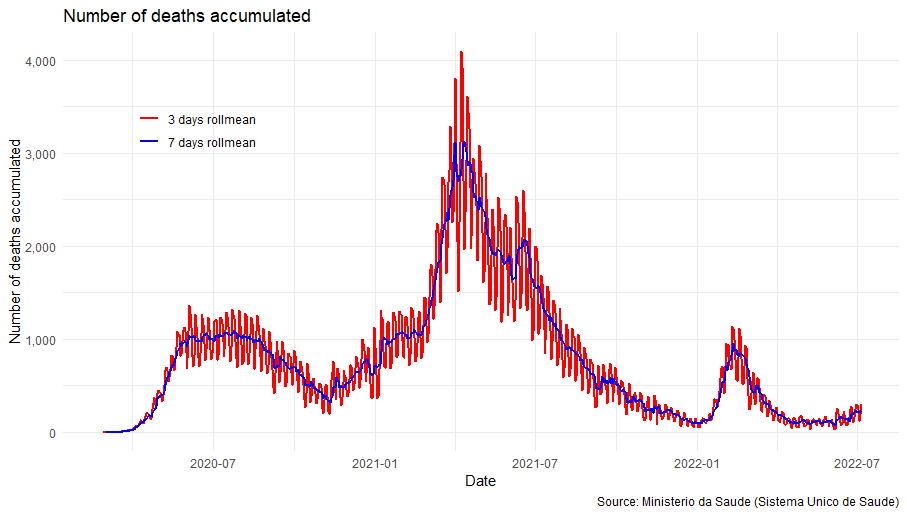 Number of deaths accumulated
4,000
3,000
2,000
1,000
0
Number of deaths accumulated
3 days rollmean
7 days rollmean
2020-07
2021-01
2021-07
2022-01
2022-07
Date
Source: Ministerio da Saude (Sistema Unico de Saude)